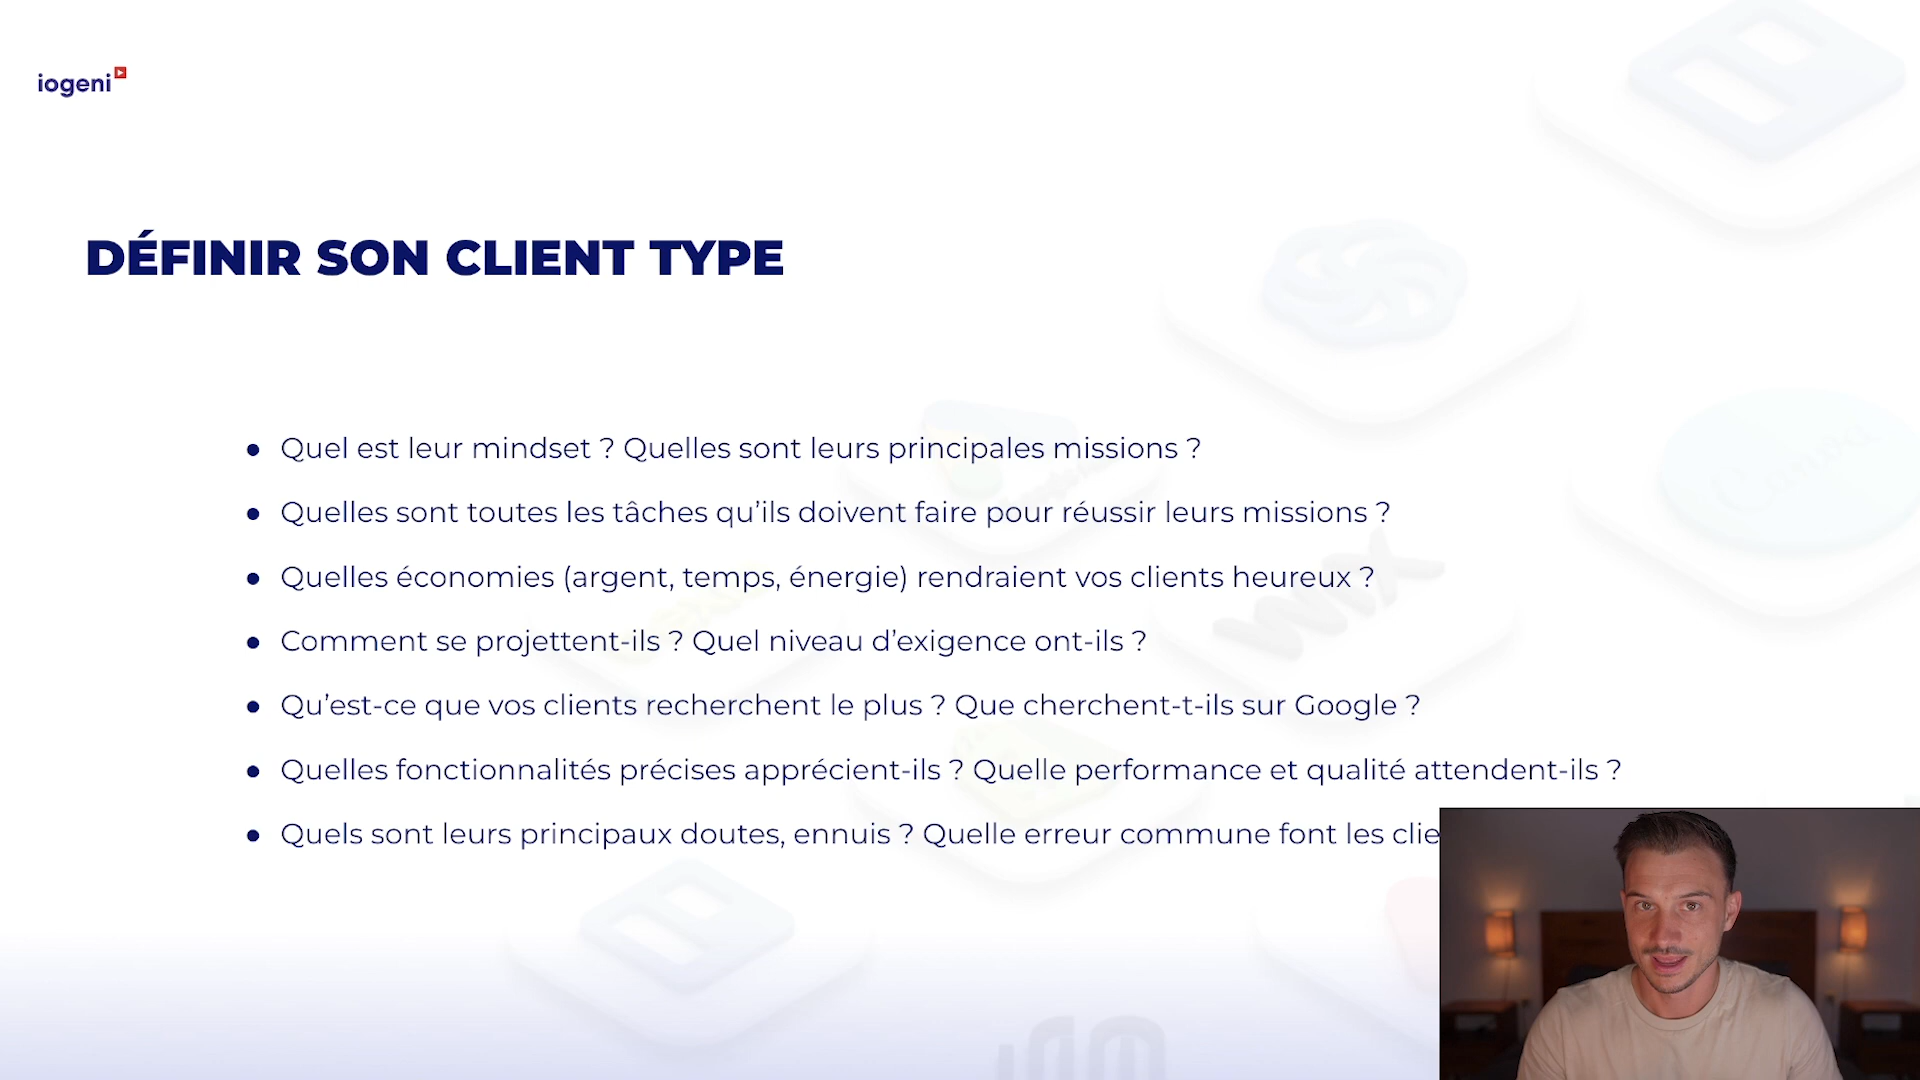 iogeni
DÉFINIR SON CLIENT TYPE
● Quel est leur mindset ? Quelles sont leurs principales missions ?
● Quelles sont toutes les tâches qu’ils doivent faire pour réussir leurs missions ?
● Quelles économies (argent, temps, énergie) rendraient vos clients heureux ?
● Comment se projettent-ils ? Quel niveau d’exigence ont-ils ?
● Qu’est-ce que vos clients recherchent le plus ? Que cherchent-t-ils sur Google ?
● Quelles fonctionnalités précises apprécient-ils ? Quelle performance et qualité attendent-ils ?
● Quels sont leurs principaux doutes, ennuis ? Quelle erreur commune font les clie
WIX